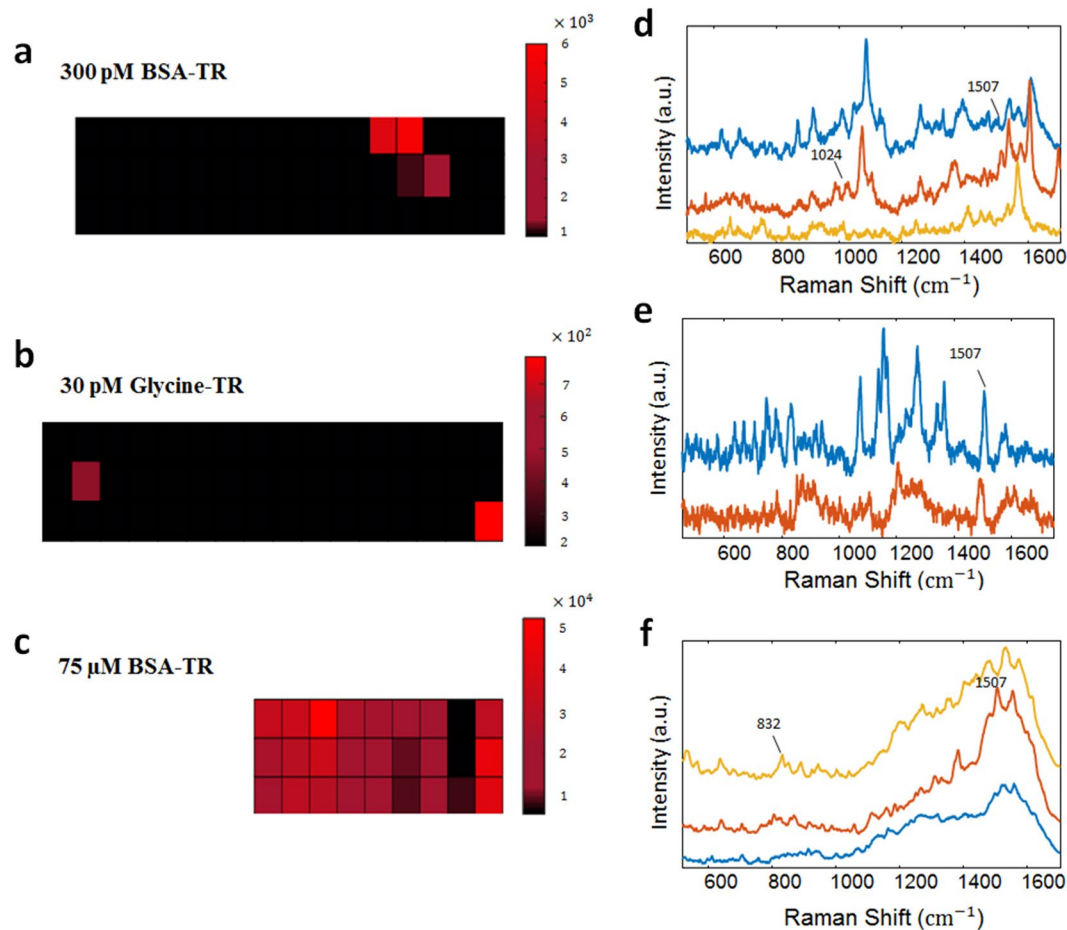 a
300 pM BSA-TR
× 10³
6
5
4
3
2
1
d
Intensity (a.u.)
1024
1507
600 800 1000 1200 1400 1600
Raman Shift (cm⁻¹)
b
30 pM Glycine-TR
× 10²
7
6
5
4
3
2
e
Intensity (a.u.)
1507
600 800 1000 1200 1400 1600
Raman Shift (cm⁻¹)
c
75 μM BSA-TR
× 10⁴
5
4
3
2
1
f
Intensity (a.u.)
832
1507
600 800 1000 1200 1400 1600
Raman Shift (cm⁻¹)